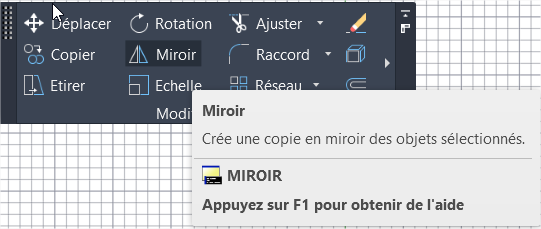 Déplacer Rotation Ajuster
Copier Miroir Raccord
Etirer Echelle Réseau
Modi
Miroir
Crée une copie en miroir des objets sélectionnés.
MIROIR
Appuyez sur F1 pour obtenir de l'aide